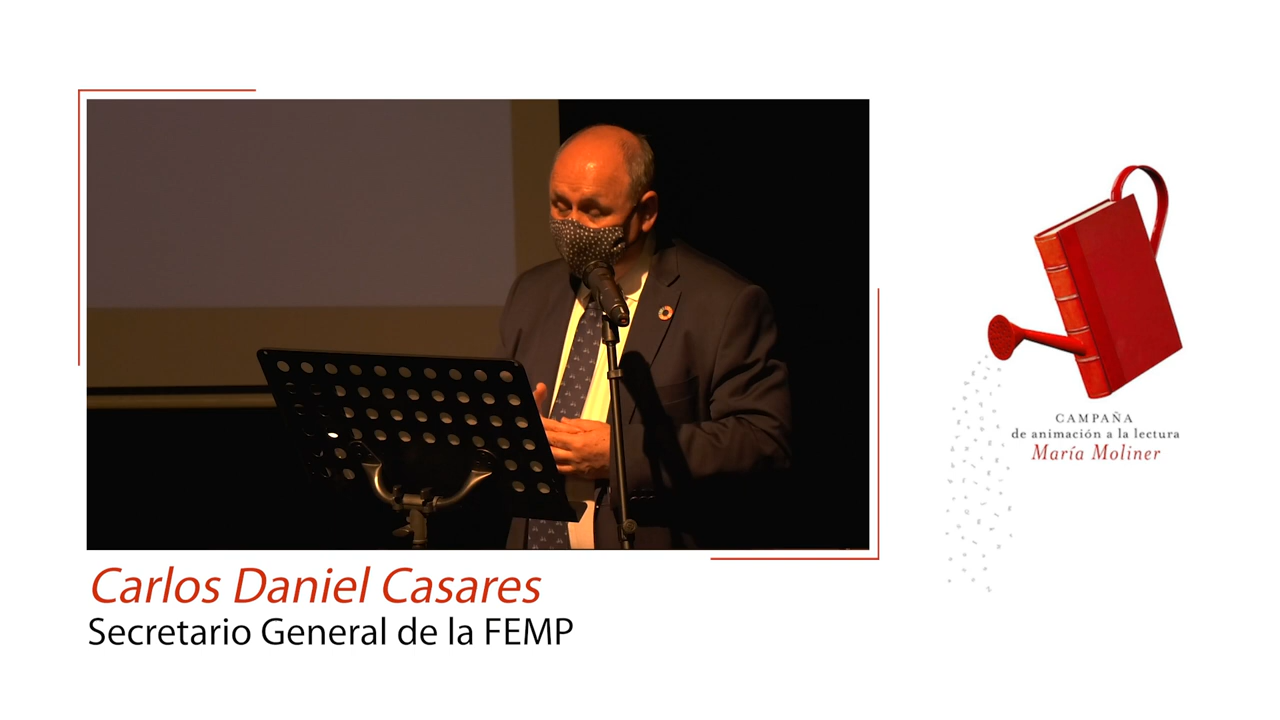 Carlos Daniel Casares
Secretario General de la FEMP
CAMPAÑA
de animación a la lectura
María Moliner